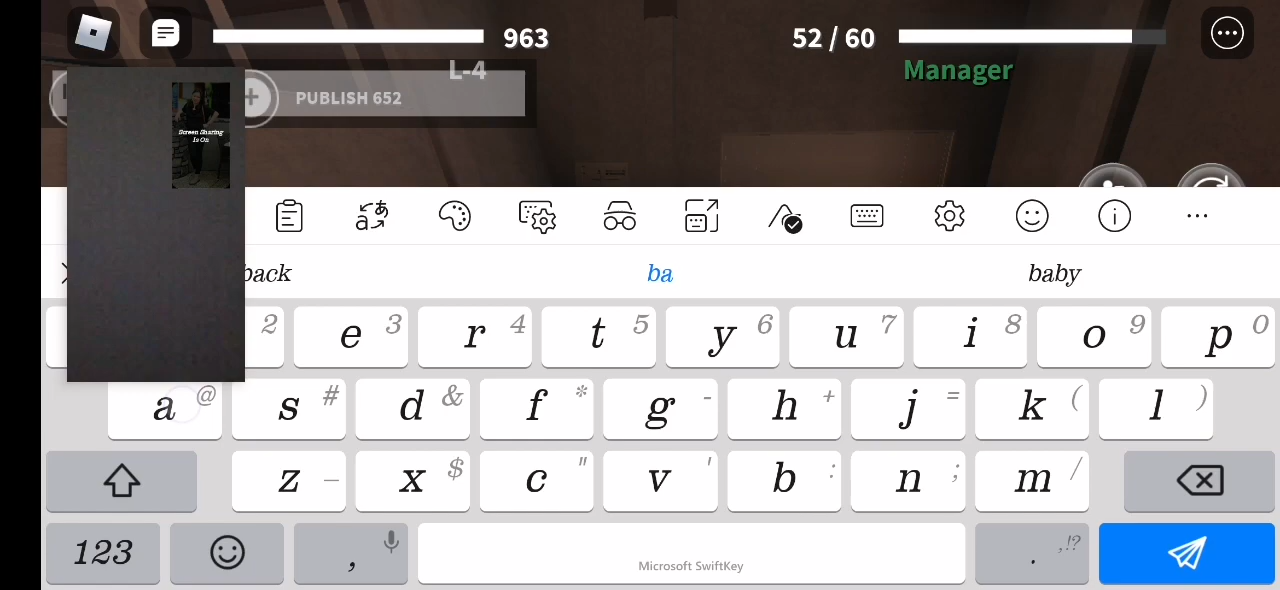 963
52 / 60
L-4
Manager
PUBLISH 652
Screen Sharing
Is On
back
ba
baby
2 e 3 r 4 t 5 y 6 u 7 i 8 o 9 p 0
a @ s # d & f * g - h + j = k ( l )
z _ x $ c " v ' b : n ; m /
123 , Microsoft SwiftKey . ,!?